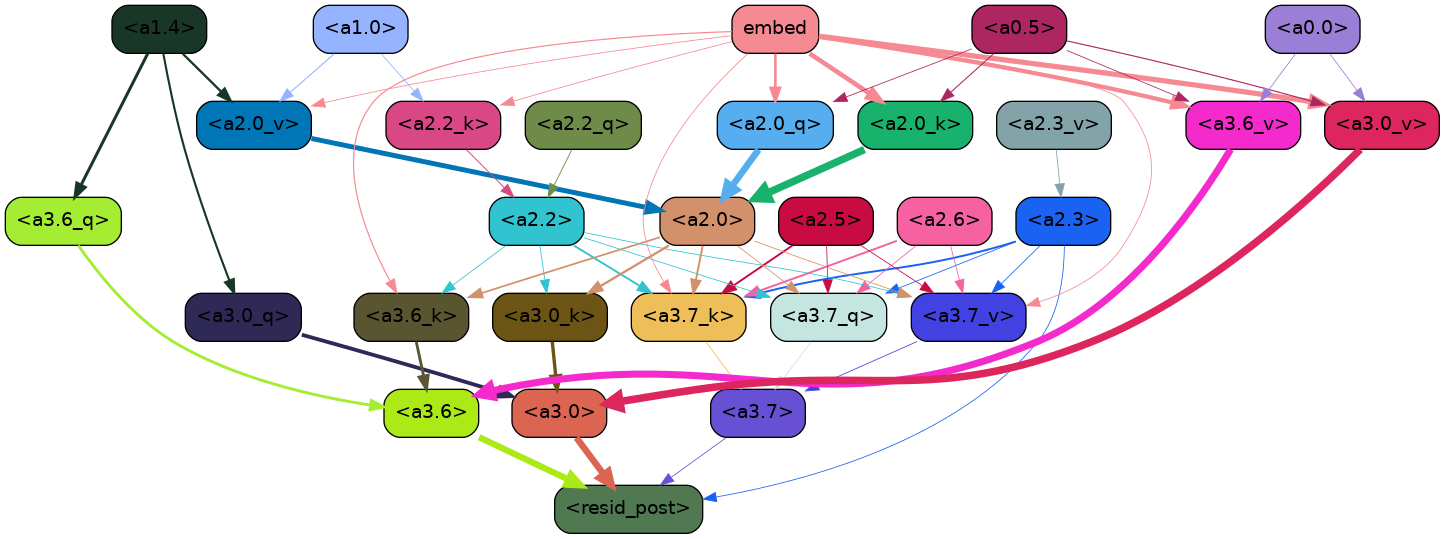 <a1.4> <a1.0> embed <a0.5> <a0.0>
<a2.0_v> <a2.2_k> <a2.2_q> <a2.0_q> <a2.0_k> <a2.3_v> <a3.6_v> <a3.0_v>
<a3.6_q> <a2.2> <a2.0> <a2.5> <a2.6> <a2.3>
<a3.0_q> <a3.6_k> <a3.0_k> <a3.7_k> <a3.7_q> <a3.7_v>
<a3.6> <a3.0> <a3.7>
<resid_post>